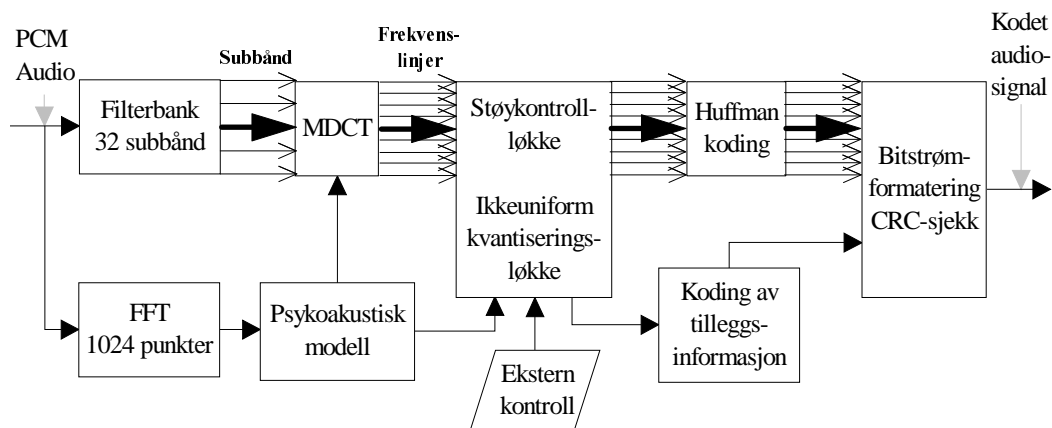 PCM
Audio
Subbånd
Frekvens-
linjer
Kodet
audio-
signal
Filterbank
32 subbånd
MDCT
Støykontroll-
løkke
Ikkeuniform
kvantiserings-
løkke
Huffman
koding
Bitstrøm-
formatering
CRC-sjekk
FFT
1024 punkter
Psykoakustisk
modell
Ekstern
kontroll
Koding av
tilleggs-
informasjon